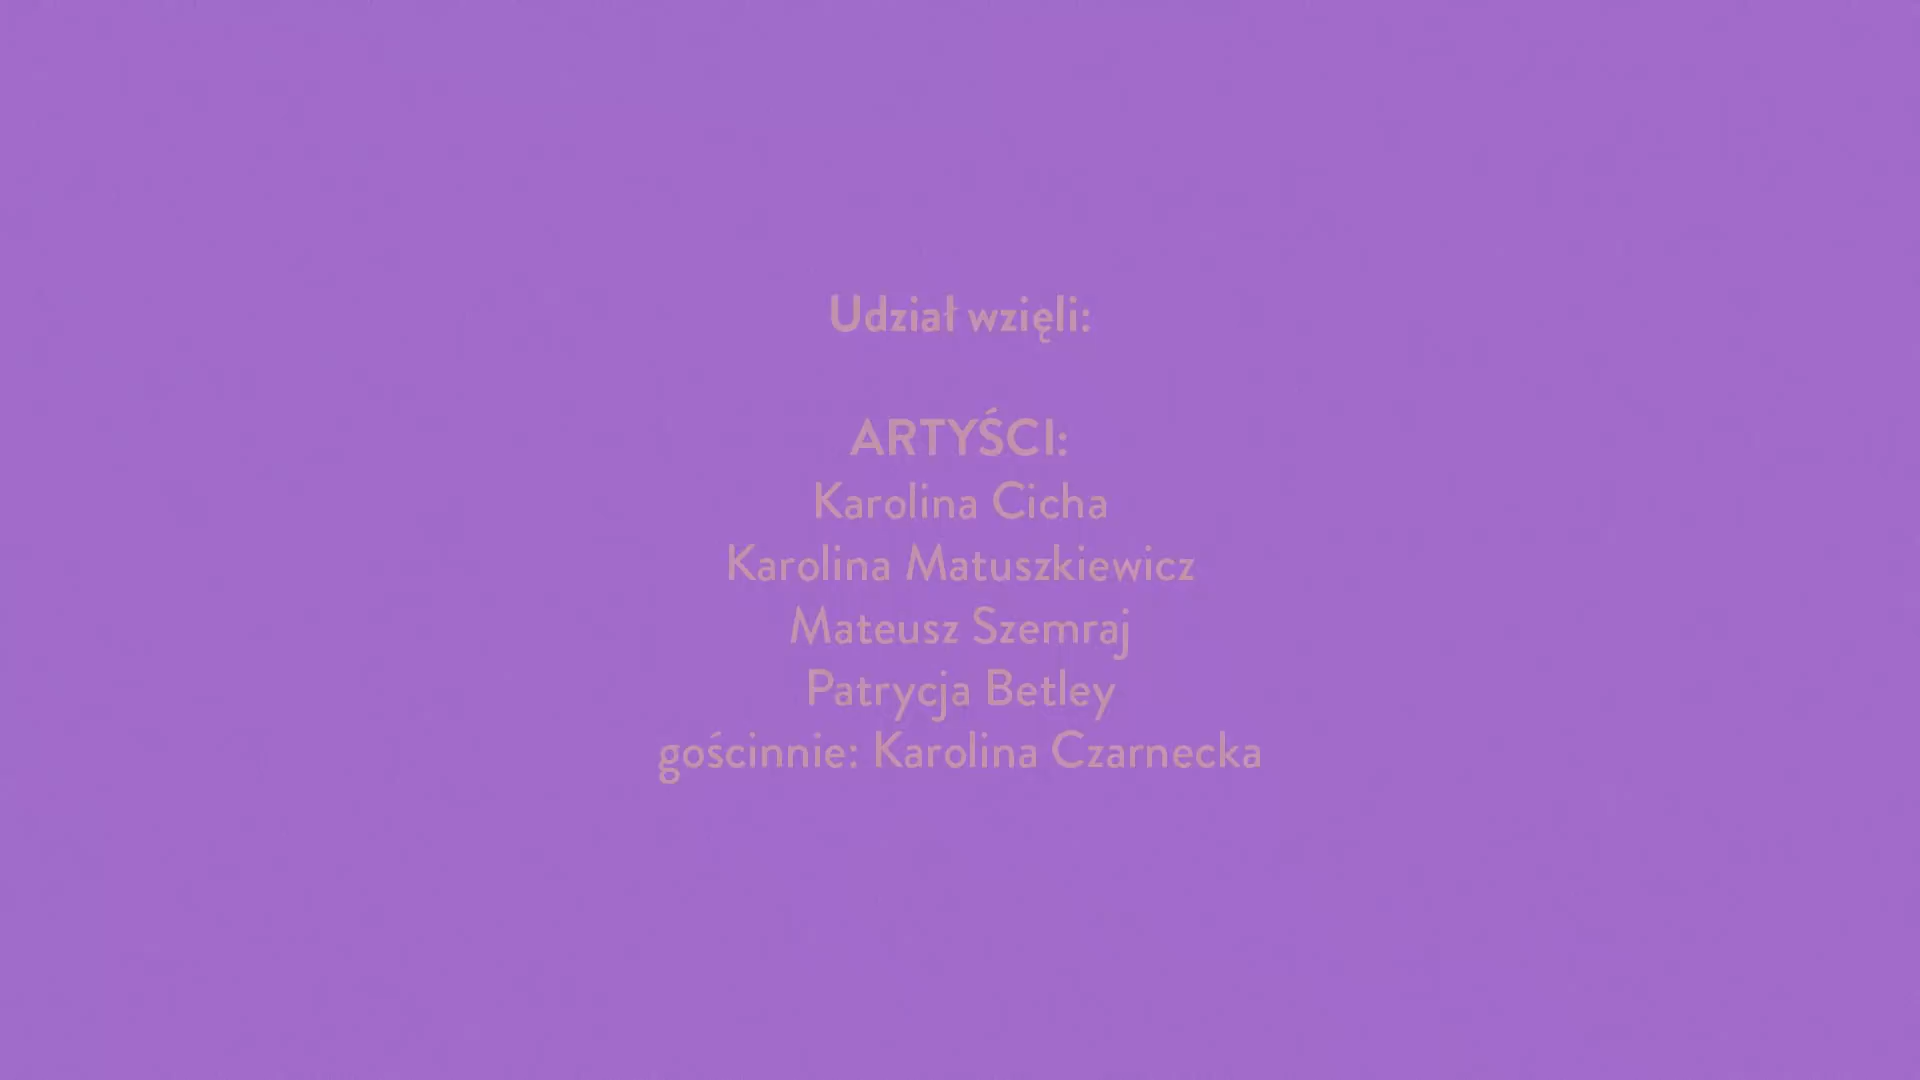 Udział wzięli:
ARTYŚCI:
Karolina Cicha
Karolina Matuszkiewicz
Mateusz Szemraj
Patrycja Betley
gościnnie: Karolina Czarnecka